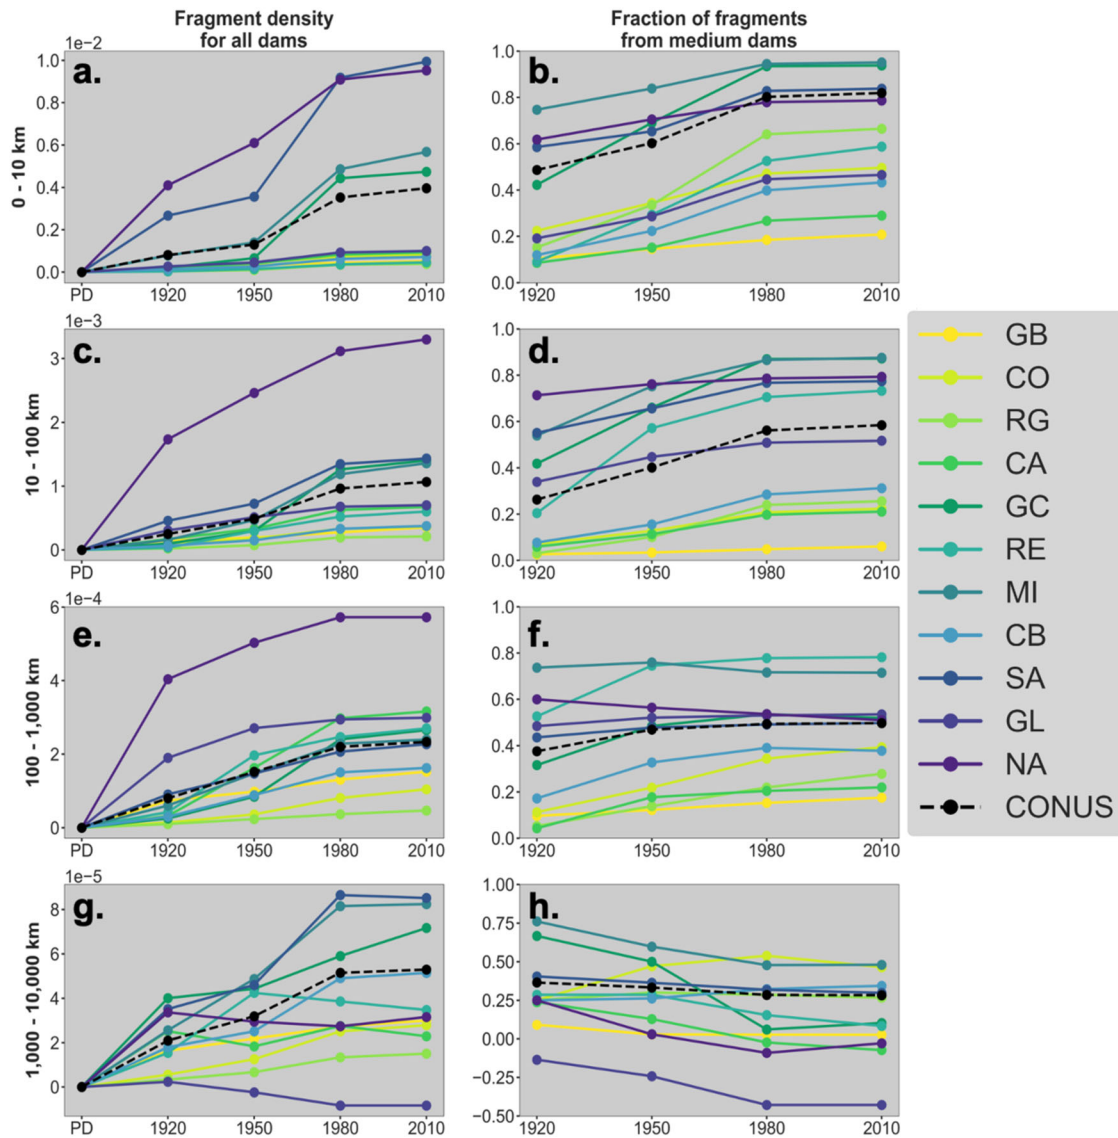 Fragment density
for all dams
Fraction of fragments
from medium dams
1e−2
a.
1.0
0.8
0.6
0.4
0.2
0.0
0 - 10 km
PD 1920 1950 1980 2010
b.
1.0
0.8
0.6
0.4
0.2
0.0
1920 1950 1980 2010
1e−3
c.
3
2
1
0
10 - 100 km
PD 1920 1950 1980 2010
d.
1.0
0.8
0.6
0.4
0.2
0.0
1920 1950 1980 2010
1e−4
e.
6
4
2
0
100 - 1,000 km
PD 1920 1950 1980 2010
f.
1.0
0.8
0.6
0.4
0.2
0.0
1920 1950 1980 2010
1e−5
g.
8
6
4
2
0
1,000 - 10,000 km
PD 1920 1950 1980 2010
h.
1.00
0.75
0.50
0.25
0.00
−0.25
−0.50
1920 1950 1980 2010
GB
CO
RG
CA
GC
RE
MI
CB
SA
GL
NA
CONUS